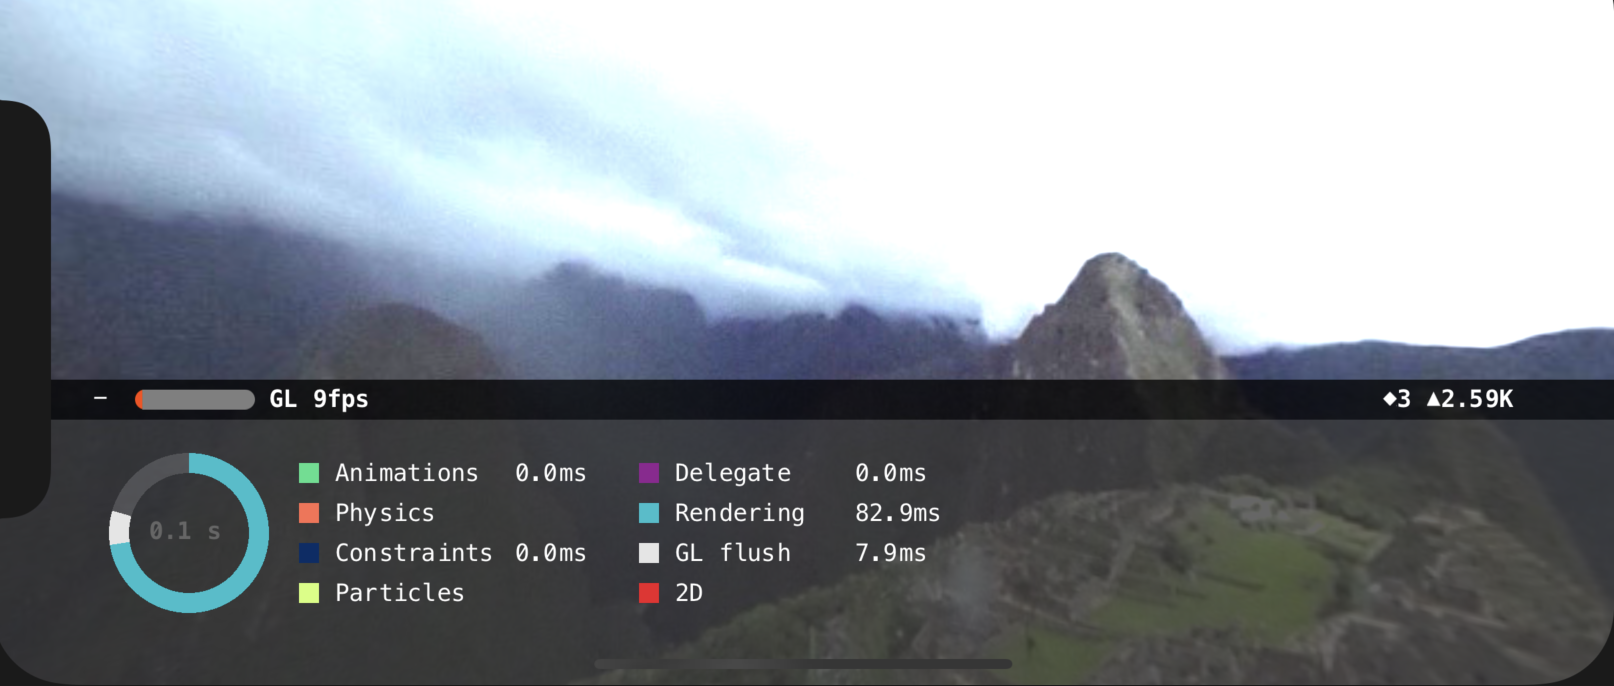 – GL 9fps ◆3 ▲2.59K
0.1 s
Animations 0.0ms Delegate 0.0ms
Physics Rendering 82.9ms
Constraints 0.0ms GL flush 7.9ms
Particles 2D